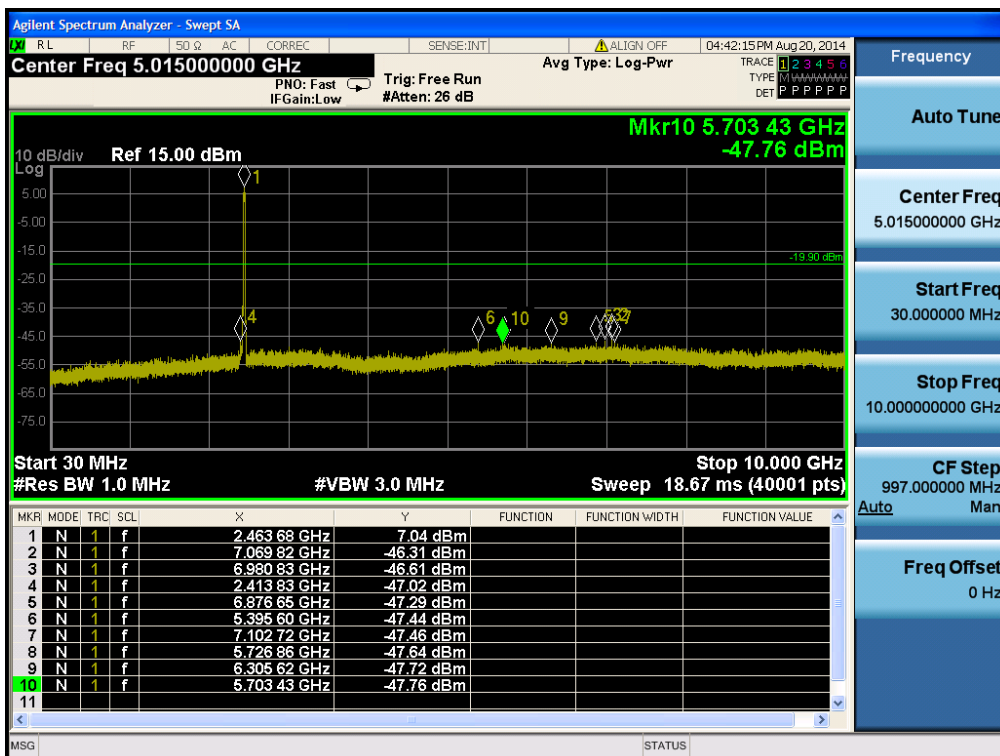 Agilent Spectrum Analyzer - Swept SA
LXI RL RF 50 Ω AC CORREC SENSE:INT ALIGN OFF 04:42:15 PM Aug 20, 2014
Center Freq 5.015000000 GHz
PNO: Fast
IFGain:Low
Trig: Free Run
#Atten: 26 dB
Avg Type: Log-Pwr
TRACE 1 2 3 4 5 6
TYPE M W W W W W
DET P P P P P P
Mkr10 5.703 43 GHz
-47.76 dBm
10 dB/div Ref 15.00 dBm
Log
1
5.00
-5.00
-15.0
-19.90 dBm
-25.0
-35.0
4 6 10 9
-45.0
-55.0
-65.0
-75.0
Start 30 MHz Stop 10.000 GHz
#Res BW 1.0 MHz #VBW 3.0 MHz Sweep 18.67 ms (40001 pts)
MKR MODE TRC SCL X Y FUNCTION FUNCTION WIDTH FUNCTION VALUE
1 N 1 f 2.463 68 GHz 7.04 dBm
2 N 1 f 7.069 82 GHz -46.31 dBm
3 N 1 f 6.980 83 GHz -46.61 dBm
4 N 1 f 2.413 83 GHz -47.02 dBm
5 N 1 f 6.876 65 GHz -47.29 dBm
6 N 1 f 5.395 60 GHz -47.44 dBm
7 N 1 f 7.102 72 GHz -47.46 dBm
8 N 1 f 5.726 86 GHz -47.64 dBm
9 N 1 f 6.305 62 GHz -47.72 dBm
10 N 1 f 5.703 43 GHz -47.76 dBm
11
MSG STATUS
Frequency
Auto Tune
Center Freq
5.015000000 GHz
Start Freq
30.000000 MHz
Stop Freq
10.000000000 GHz
CF Step
997.000000 MHz
Auto Man
Freq Offset
0 Hz